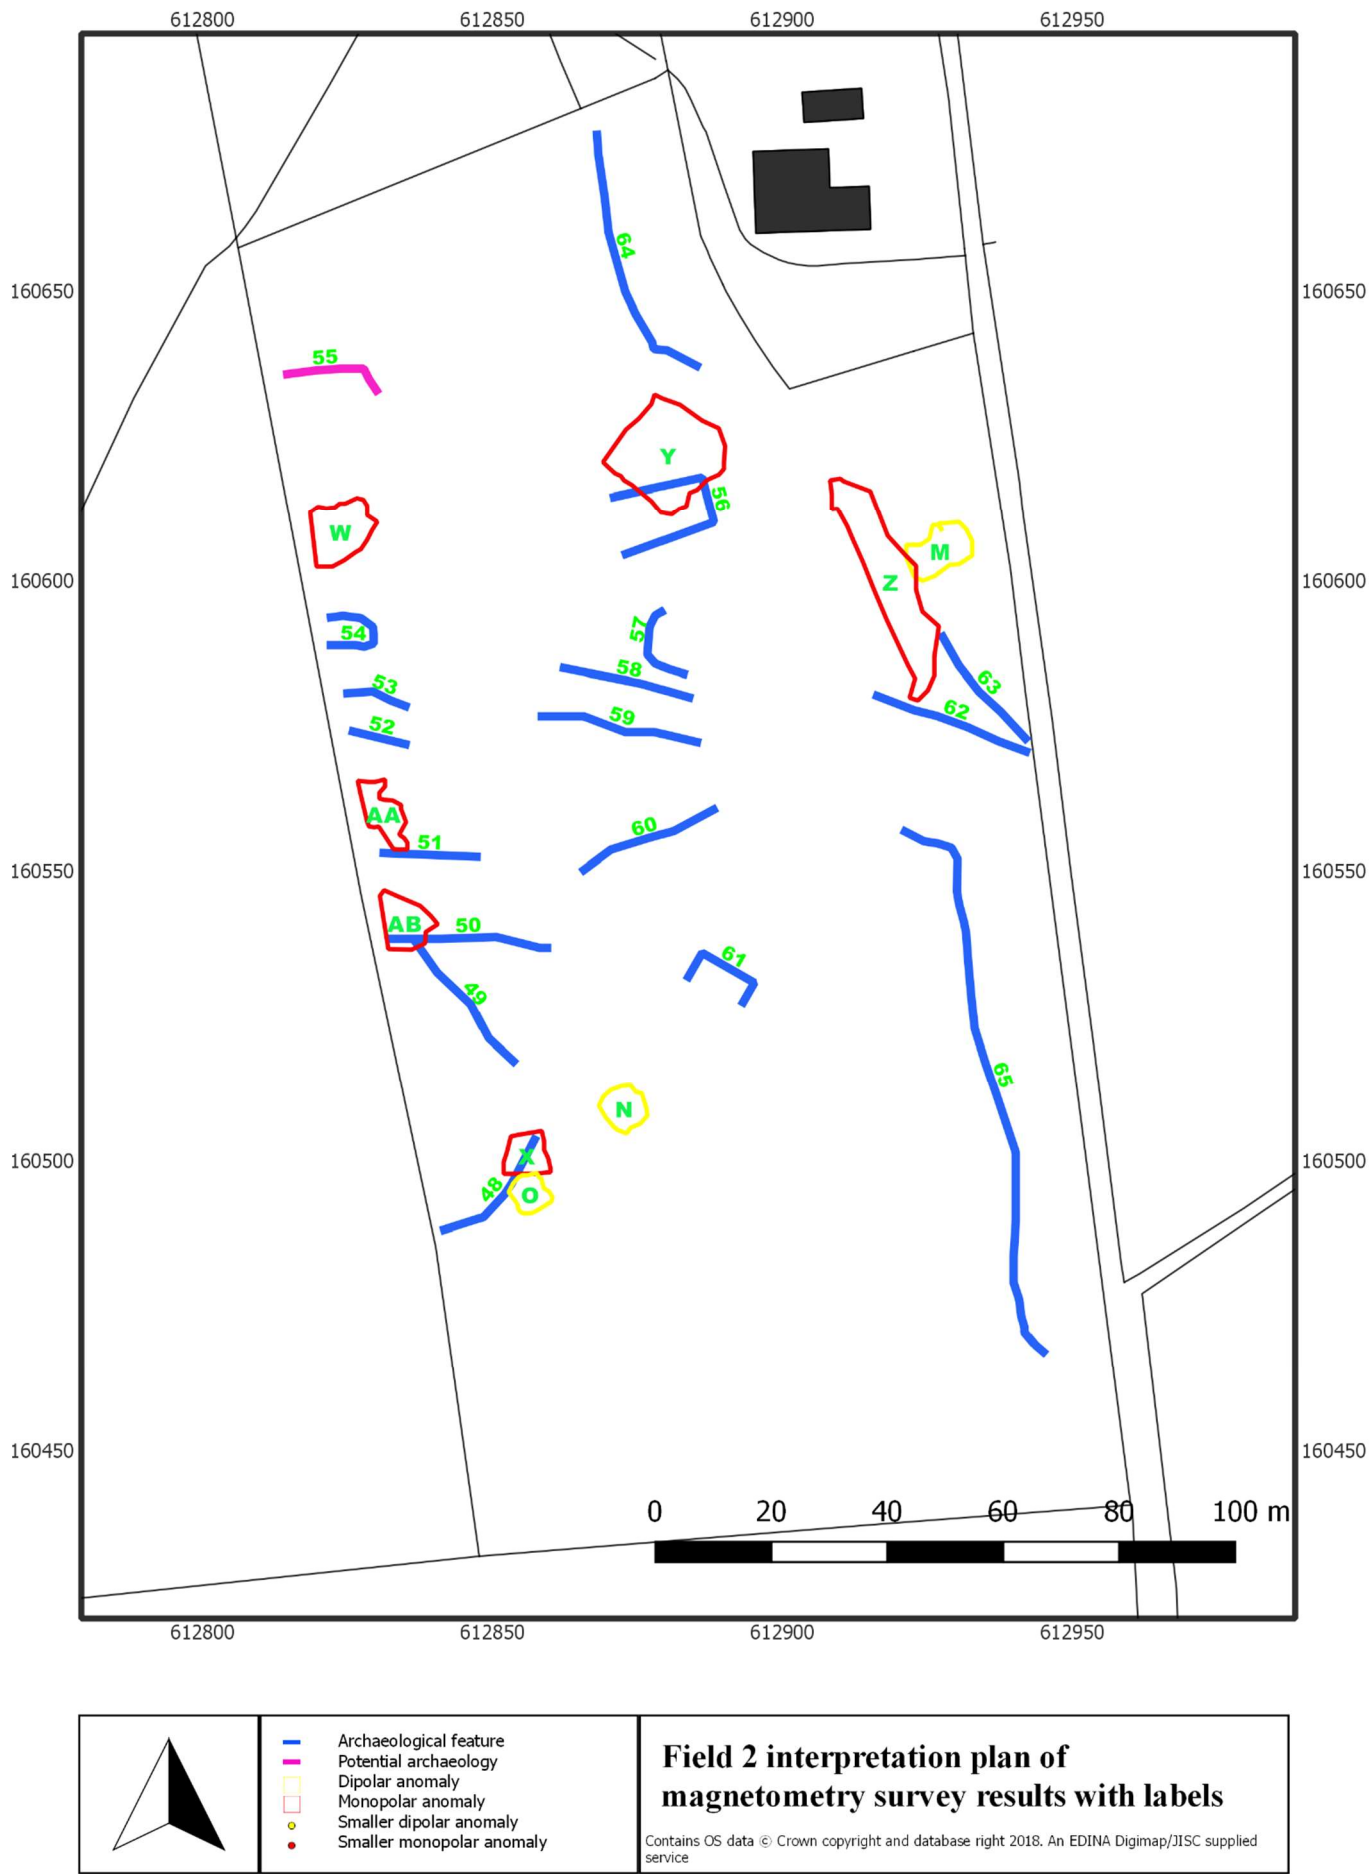 612800 612850 612900 612950
64
160650 160650
55
Y
56
W
M
160600 160600
Z
54
57
58
53
63
59
62
52
AA
60
51
160550 160550
AB
50
61
49
65
N
X
160500 160500
48
O
160450 160450
0 20 40 60 80 100 m
612800 612850 612900 612950
Archaeological feature
Potential archaeology
Dipolar anomaly
Monopolar anomaly
Smaller dipolar anomaly
Smaller monopolar anomaly
Field 2 interpretation plan of
magnetometry survey results with labels
Contains OS data © Crown copyright and database right 2018. An EDINA Digimap/JISC supplied
service